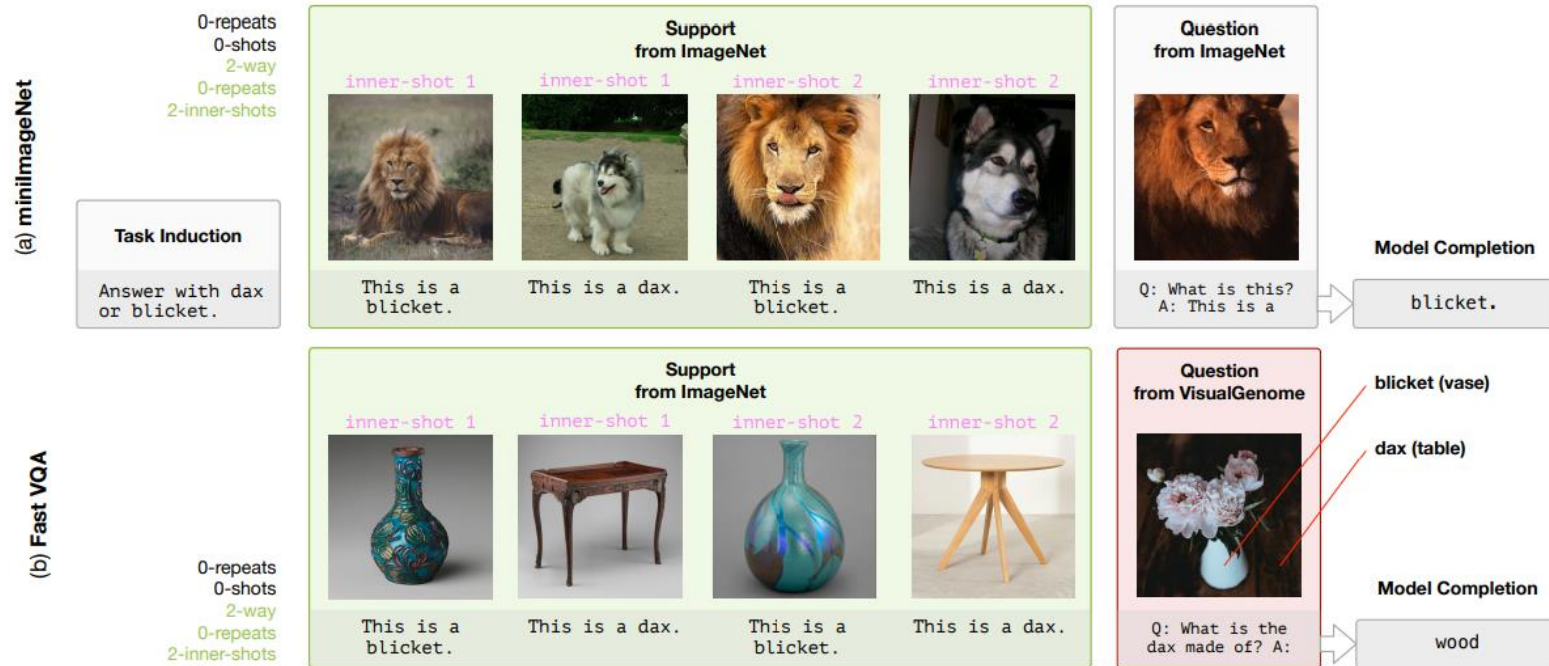 (a) miniImageNet
0-repeats
0-shots
2-way
0-repeats
2-inner-shots
Task Induction
Answer with dax
or blicket.
Support
from ImageNet
inner-shot 1
inner-shot 1
inner-shot 2
inner-shot 2
This is a
blicket.
This is a dax.
This is a
blicket.
This is a dax.
Question
from ImageNet
Q: What is this?
A: This is a
Model Completion
blicket.
(b) Fast VQA
0-repeats
0-shots
2-way
0-repeats
2-inner-shots
Support
from ImageNet
inner-shot 1
inner-shot 1
inner-shot 2
inner-shot 2
This is a
blicket.
This is a dax.
This is a
blicket.
This is a dax.
Question
from VisualGenome
blicket (vase)
dax (table)
Q: What is the
dax made of? A:
Model Completion
wood